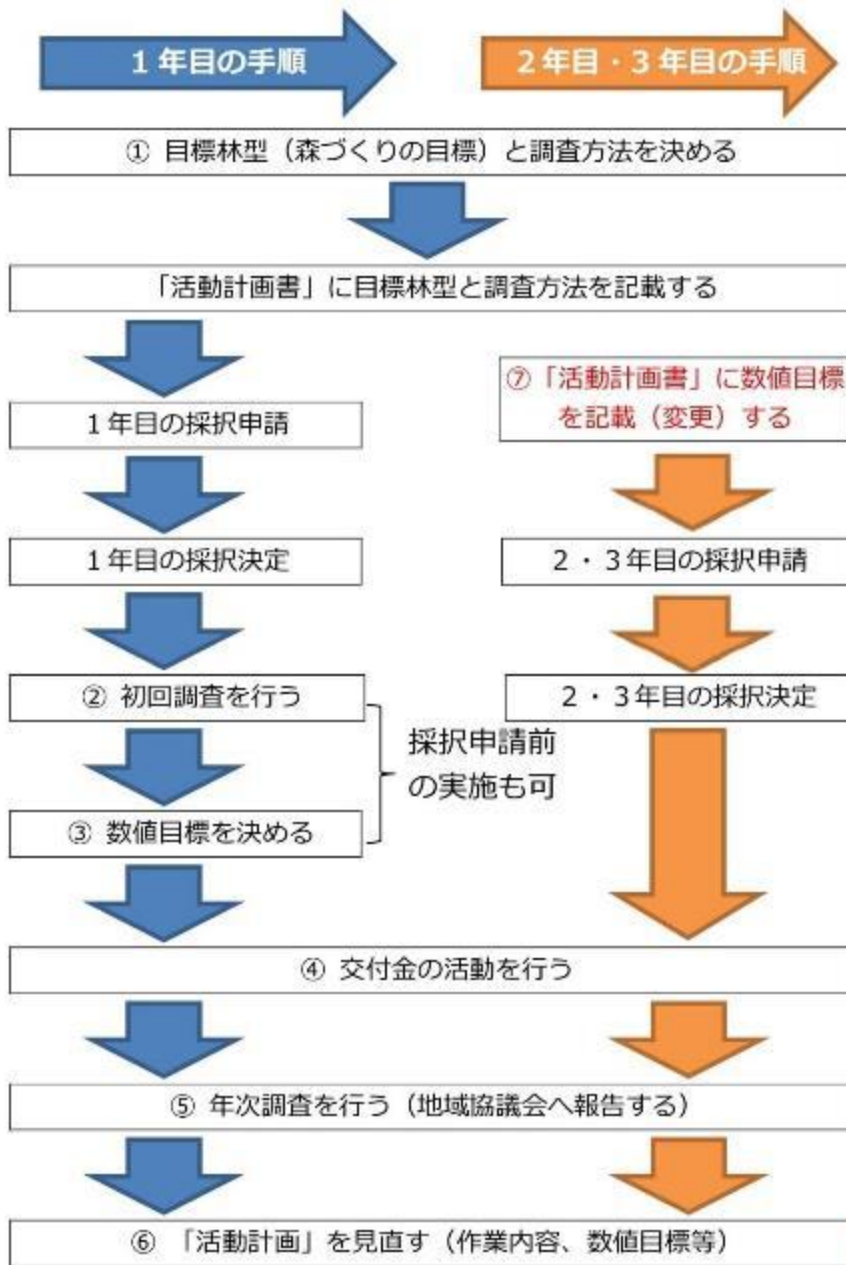 1年目の手順
2年目・3年目の手順
① 目標林型（森づくりの目標）と調査方法を決める
「活動計画書」に目標林型と調査方法を記載する
1年目の採択申請
⑦「活動計画書」に数値目標
を記載（変更）する
1年目の採択決定
2・3年目の採択申請
② 初回調査を行う
2・3年目の採択決定
採択申請前
の実施も可
③ 数値目標を決める
④ 交付金の活動を行う
⑤ 年次調査を行う（地域協議会へ報告する）
⑥ 「活動計画」を見直す（作業内容、数値目標等）